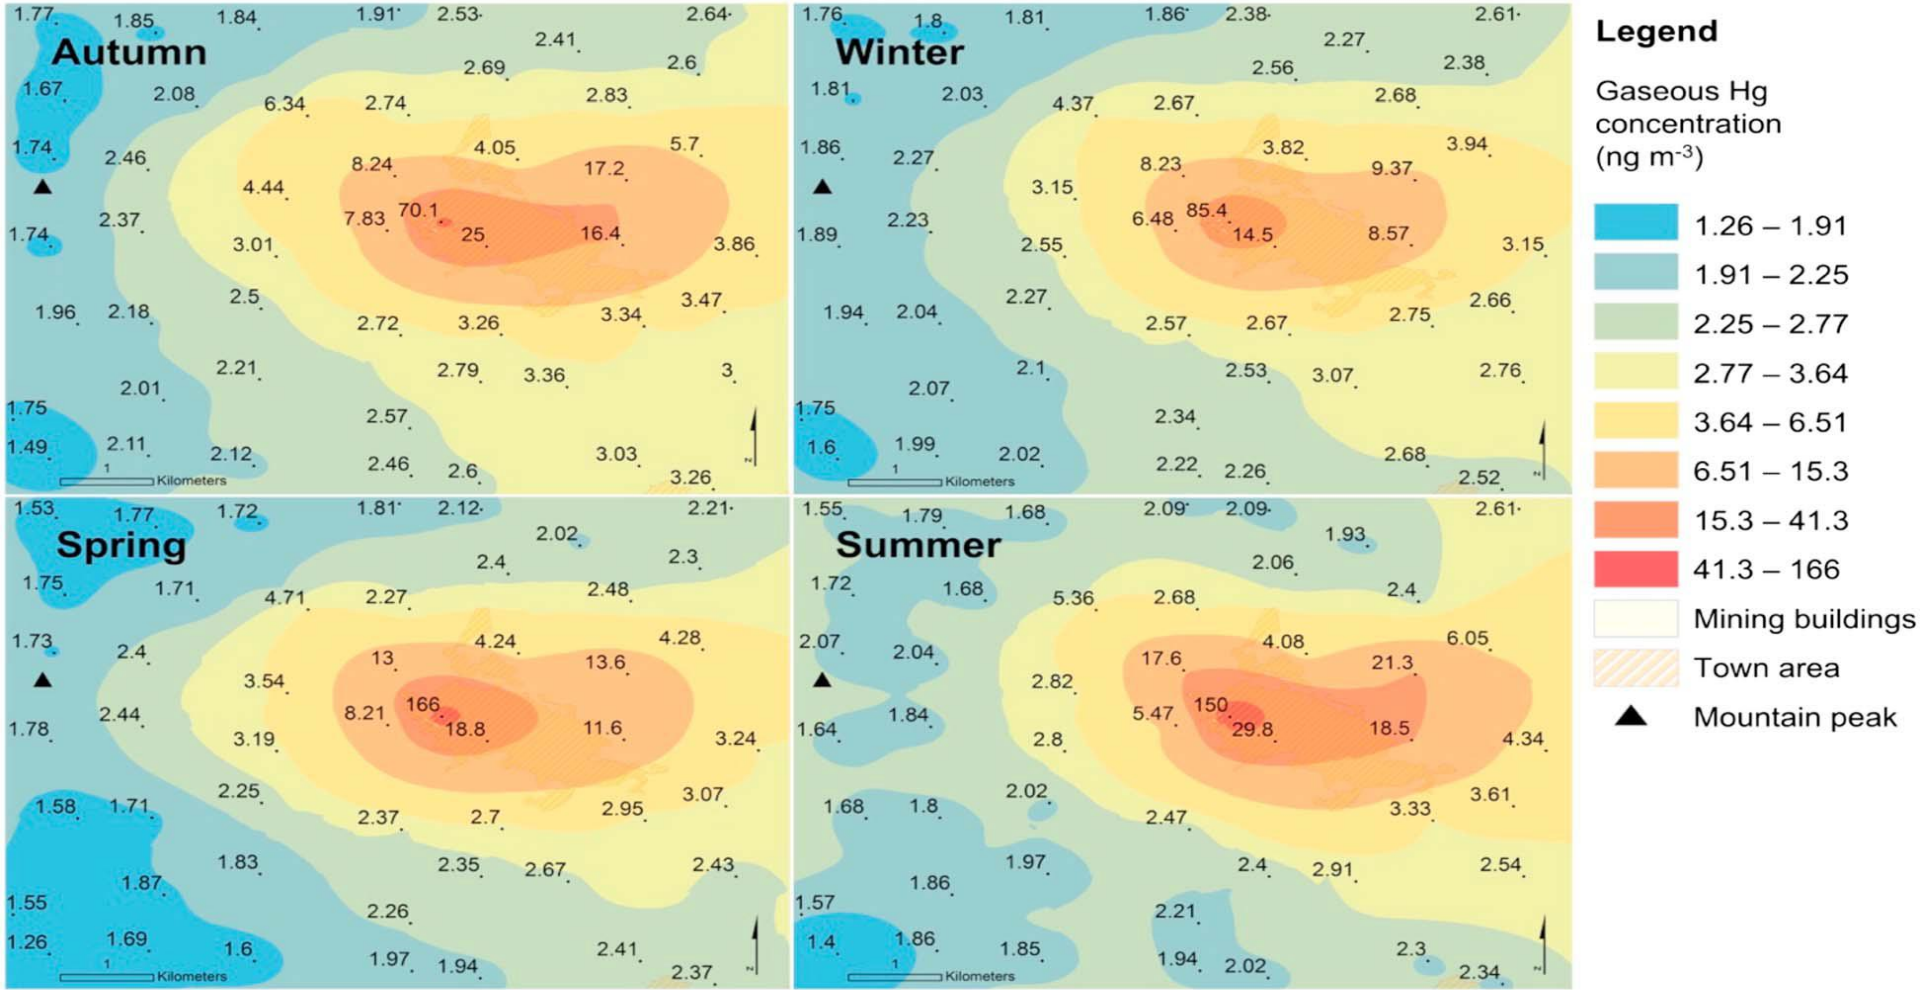 Autumn
1.77 1.85 1.84 1.91 2.53 2.64
2.41
2.69 2.6
1.67 2.08 6.34 2.74 2.83
1.74 2.46 8.24 4.05 17.2 5.7
4.44
1.74 2.37 7.83 70.1 25 16.4 3.86
3.01
1.96 2.18 2.5 2.72 3.26 3.34 3.47
2.21 2.79 3.36 3
2.01
1.75 2.57
1.49 2.11 2.12 2.46 2.6 3.03 3.26
1 Kilometers
N
Winter
1.76 1.8 1.81 1.86 2.38 2.61
2.27
2.56 2.38
1.81 2.03 4.37 2.67 2.68
1.86 2.27 8.23 3.82 9.37 3.94
3.15
1.89 2.23 6.48 85.4 14.5 8.57 3.15
2.55
1.94 2.04 2.27 2.57 2.67 2.75 2.66
2.1 2.53 3.07 2.76
2.07
1.75 2.34
1.6 1.99 2.02 2.22 2.26 2.68 2.52
1 Kilometers
N
Spring
1.53 1.77 1.72 1.81 2.12 2.21
2.02
2.4 2.3
1.75 1.71 4.71 2.27 2.48
1.73 2.4 13 4.24 13.6 4.28
3.54
1.78 2.44 8.21 166 18.8 11.6 3.24
3.19
1.58 1.71 2.25 2.37 2.7 2.95 3.07
1.83 2.35 2.67 2.43
1.87
1.55 2.26
1.26 1.69 1.6 1.97 1.94 2.41 2.37
1 Kilometers
N
Summer
1.55 1.79 1.68 2.09 2.09 2.61
1.93
2.06
1.72 1.68 5.36 2.68 2.4
2.07 2.04 17.6 4.08 21.3 6.05
2.82
1.64 1.84 5.47 150 29.8 18.5 4.34
2.8
1.68 1.8 2.02 2.47 3.33 3.61
1.97 2.4 2.91 2.54
1.86
1.57 2.21
1.4 1.86 1.85 1.94 2.02 2.3 2.34
1 Kilometers
N
Legend
Gaseous Hg
concentration
(ng m-3)
1.26 – 1.91
1.91 – 2.25
2.25 – 2.77
2.77 – 3.64
3.64 – 6.51
6.51 – 15.3
15.3 – 41.3
41.3 – 166
Mining buildings
Town area
Mountain peak